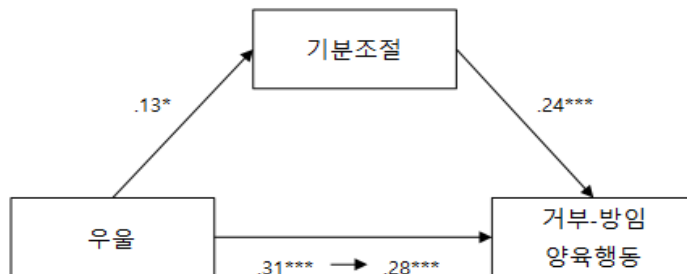 기분조절
.13*
.24***
우울
거부-방임
양육행동
.31*** → .28***